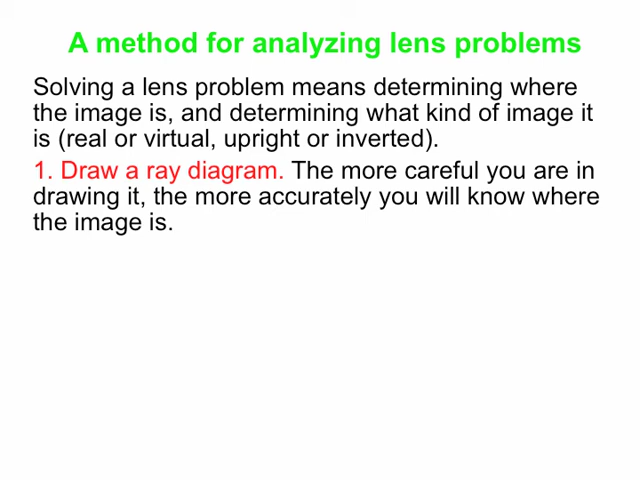 A method for analyzing lens problems
Solving a lens problem means determining where
the image is, and determining what kind of image it
is (real or virtual, upright or inverted).
1. Draw a ray diagram. The more careful you are in
drawing it, the more accurately you will know where
the image is.